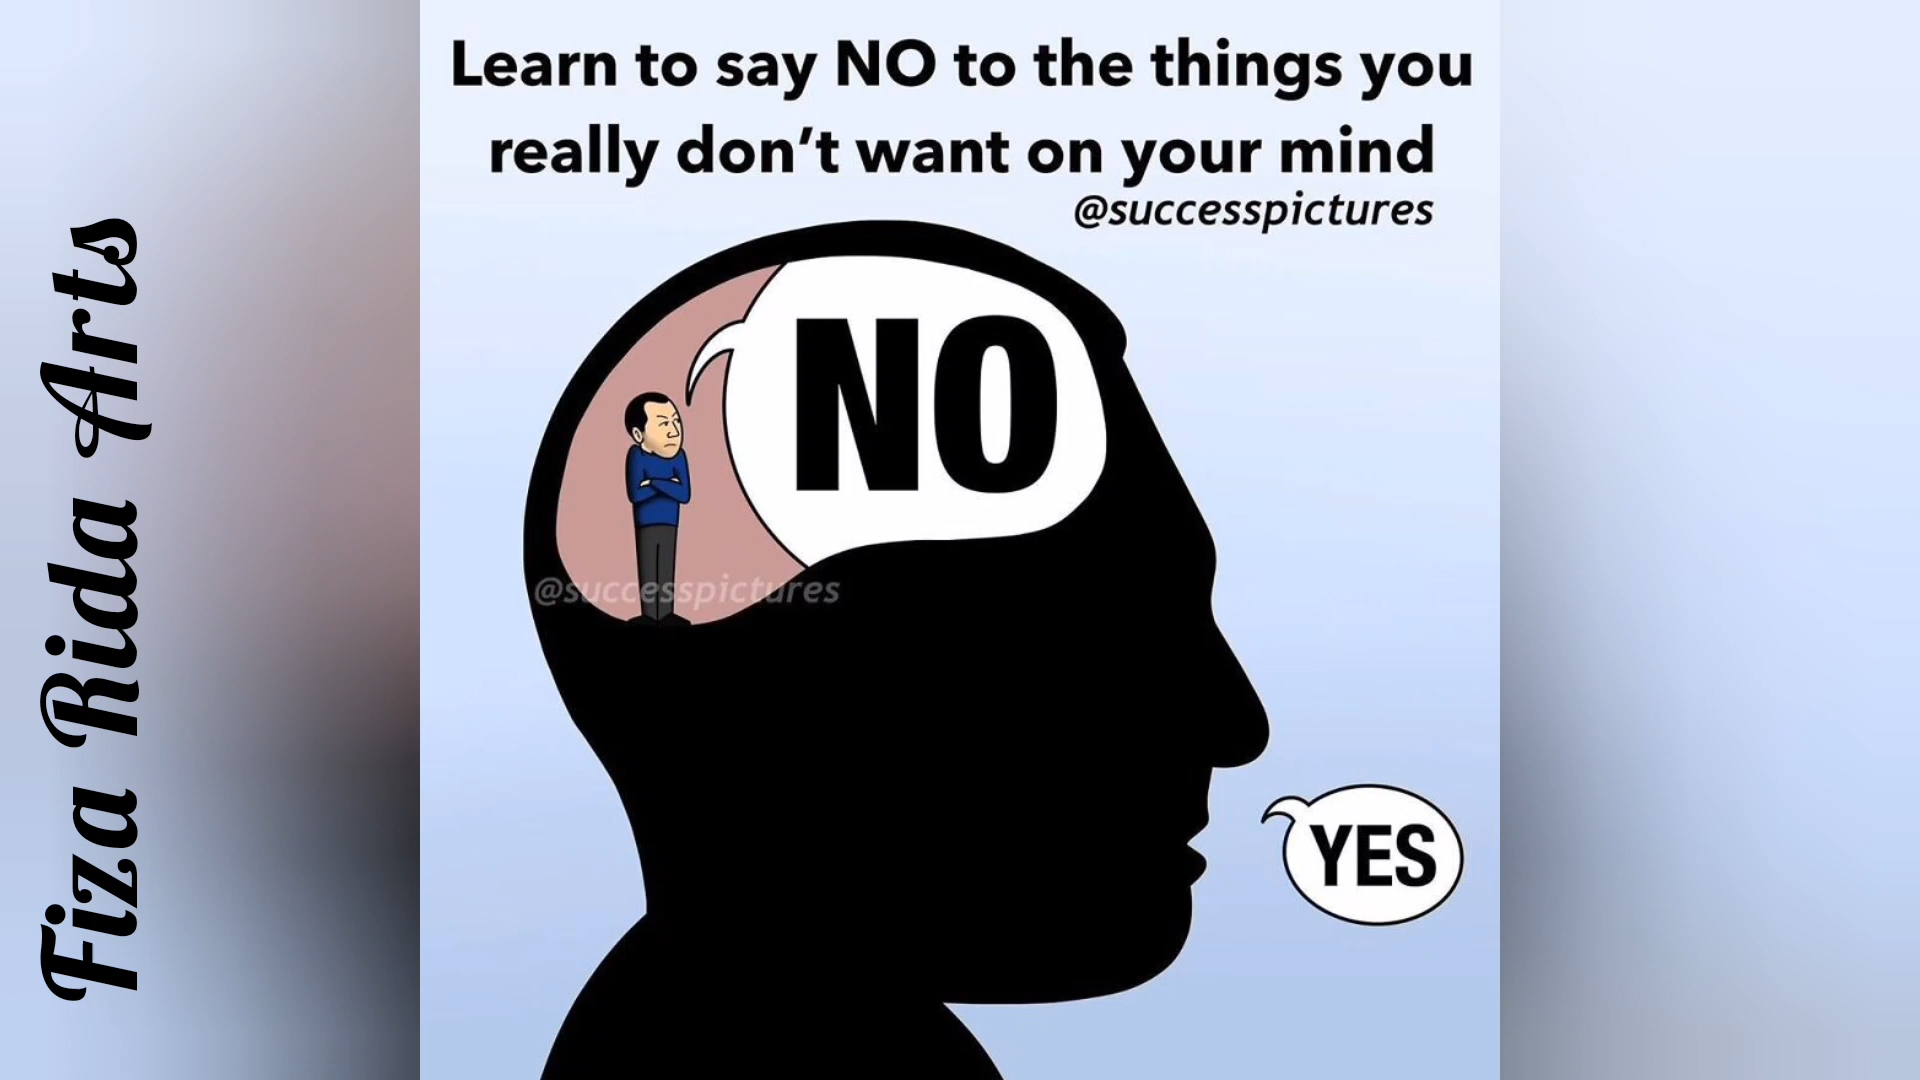 Learn to say NO to the things you
really don’t want on your mind
@successpictures
NO
@successpictures
YES
Fiza Rida Arts